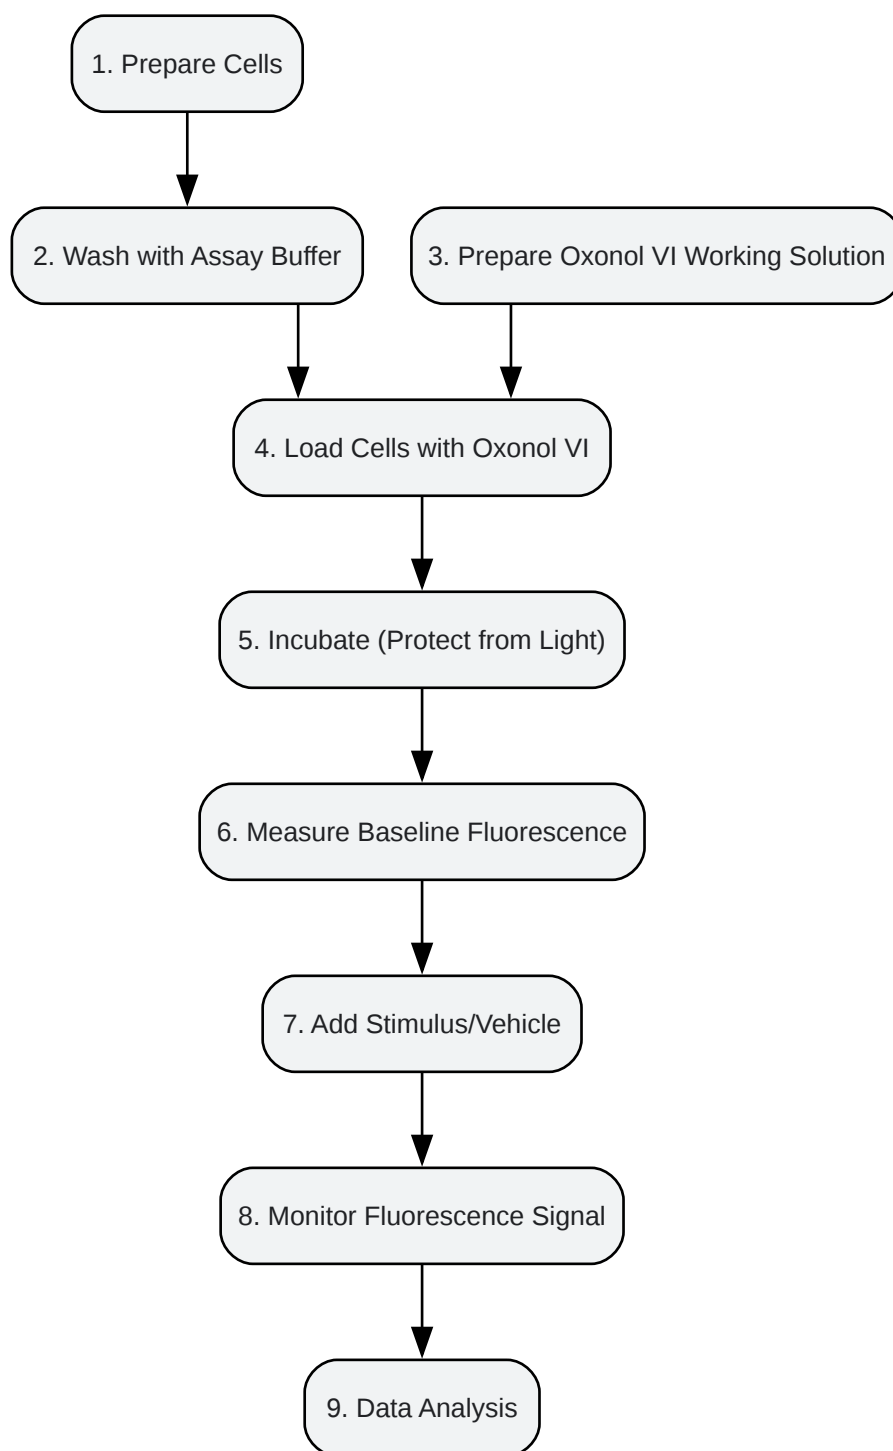 1. Prepare Cells
2. Wash with Assay Buffer
3. Prepare Oxonol VI Working Solution
4. Load Cells with Oxonol VI
5. Incubate (Protect from Light)
6. Measure Baseline Fluorescence
7. Add Stimulus/Vehicle
8. Monitor Fluorescence Signal
9. Data Analysis